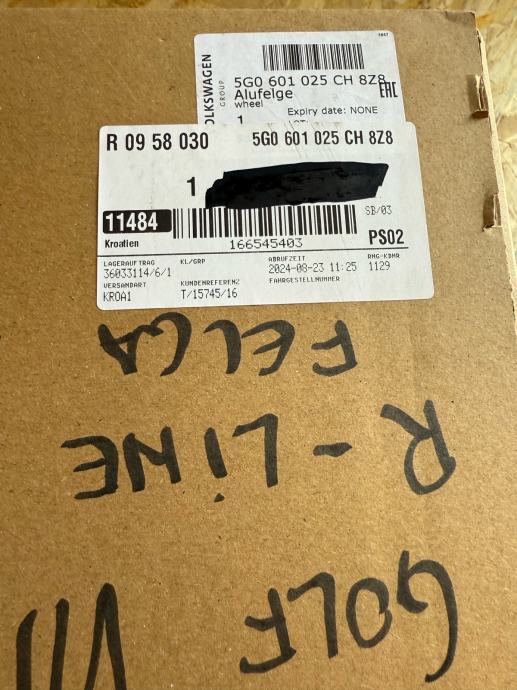 VOLKSWAGEN
GROUP
5G0 601 025 CH 8Z8
Alufelge
wheel
EAC
Expiry date: NONE
1
R 09 58 030
5G0 601 025 CH 8Z8
1
SB/03
11484
Kroatien
166545403
PS02
LAGERAUFTRAG
36033114/6/1
KL/GRP
ABRUFZEIT
2024-08-23 11:25
RNG-KDNR
1129
VERSANDART
KROA1
KUNDENREFERENZ
T/15745/16
FAHRGESTELLNUMMER
GOLF VII
R-LINE
FELGA